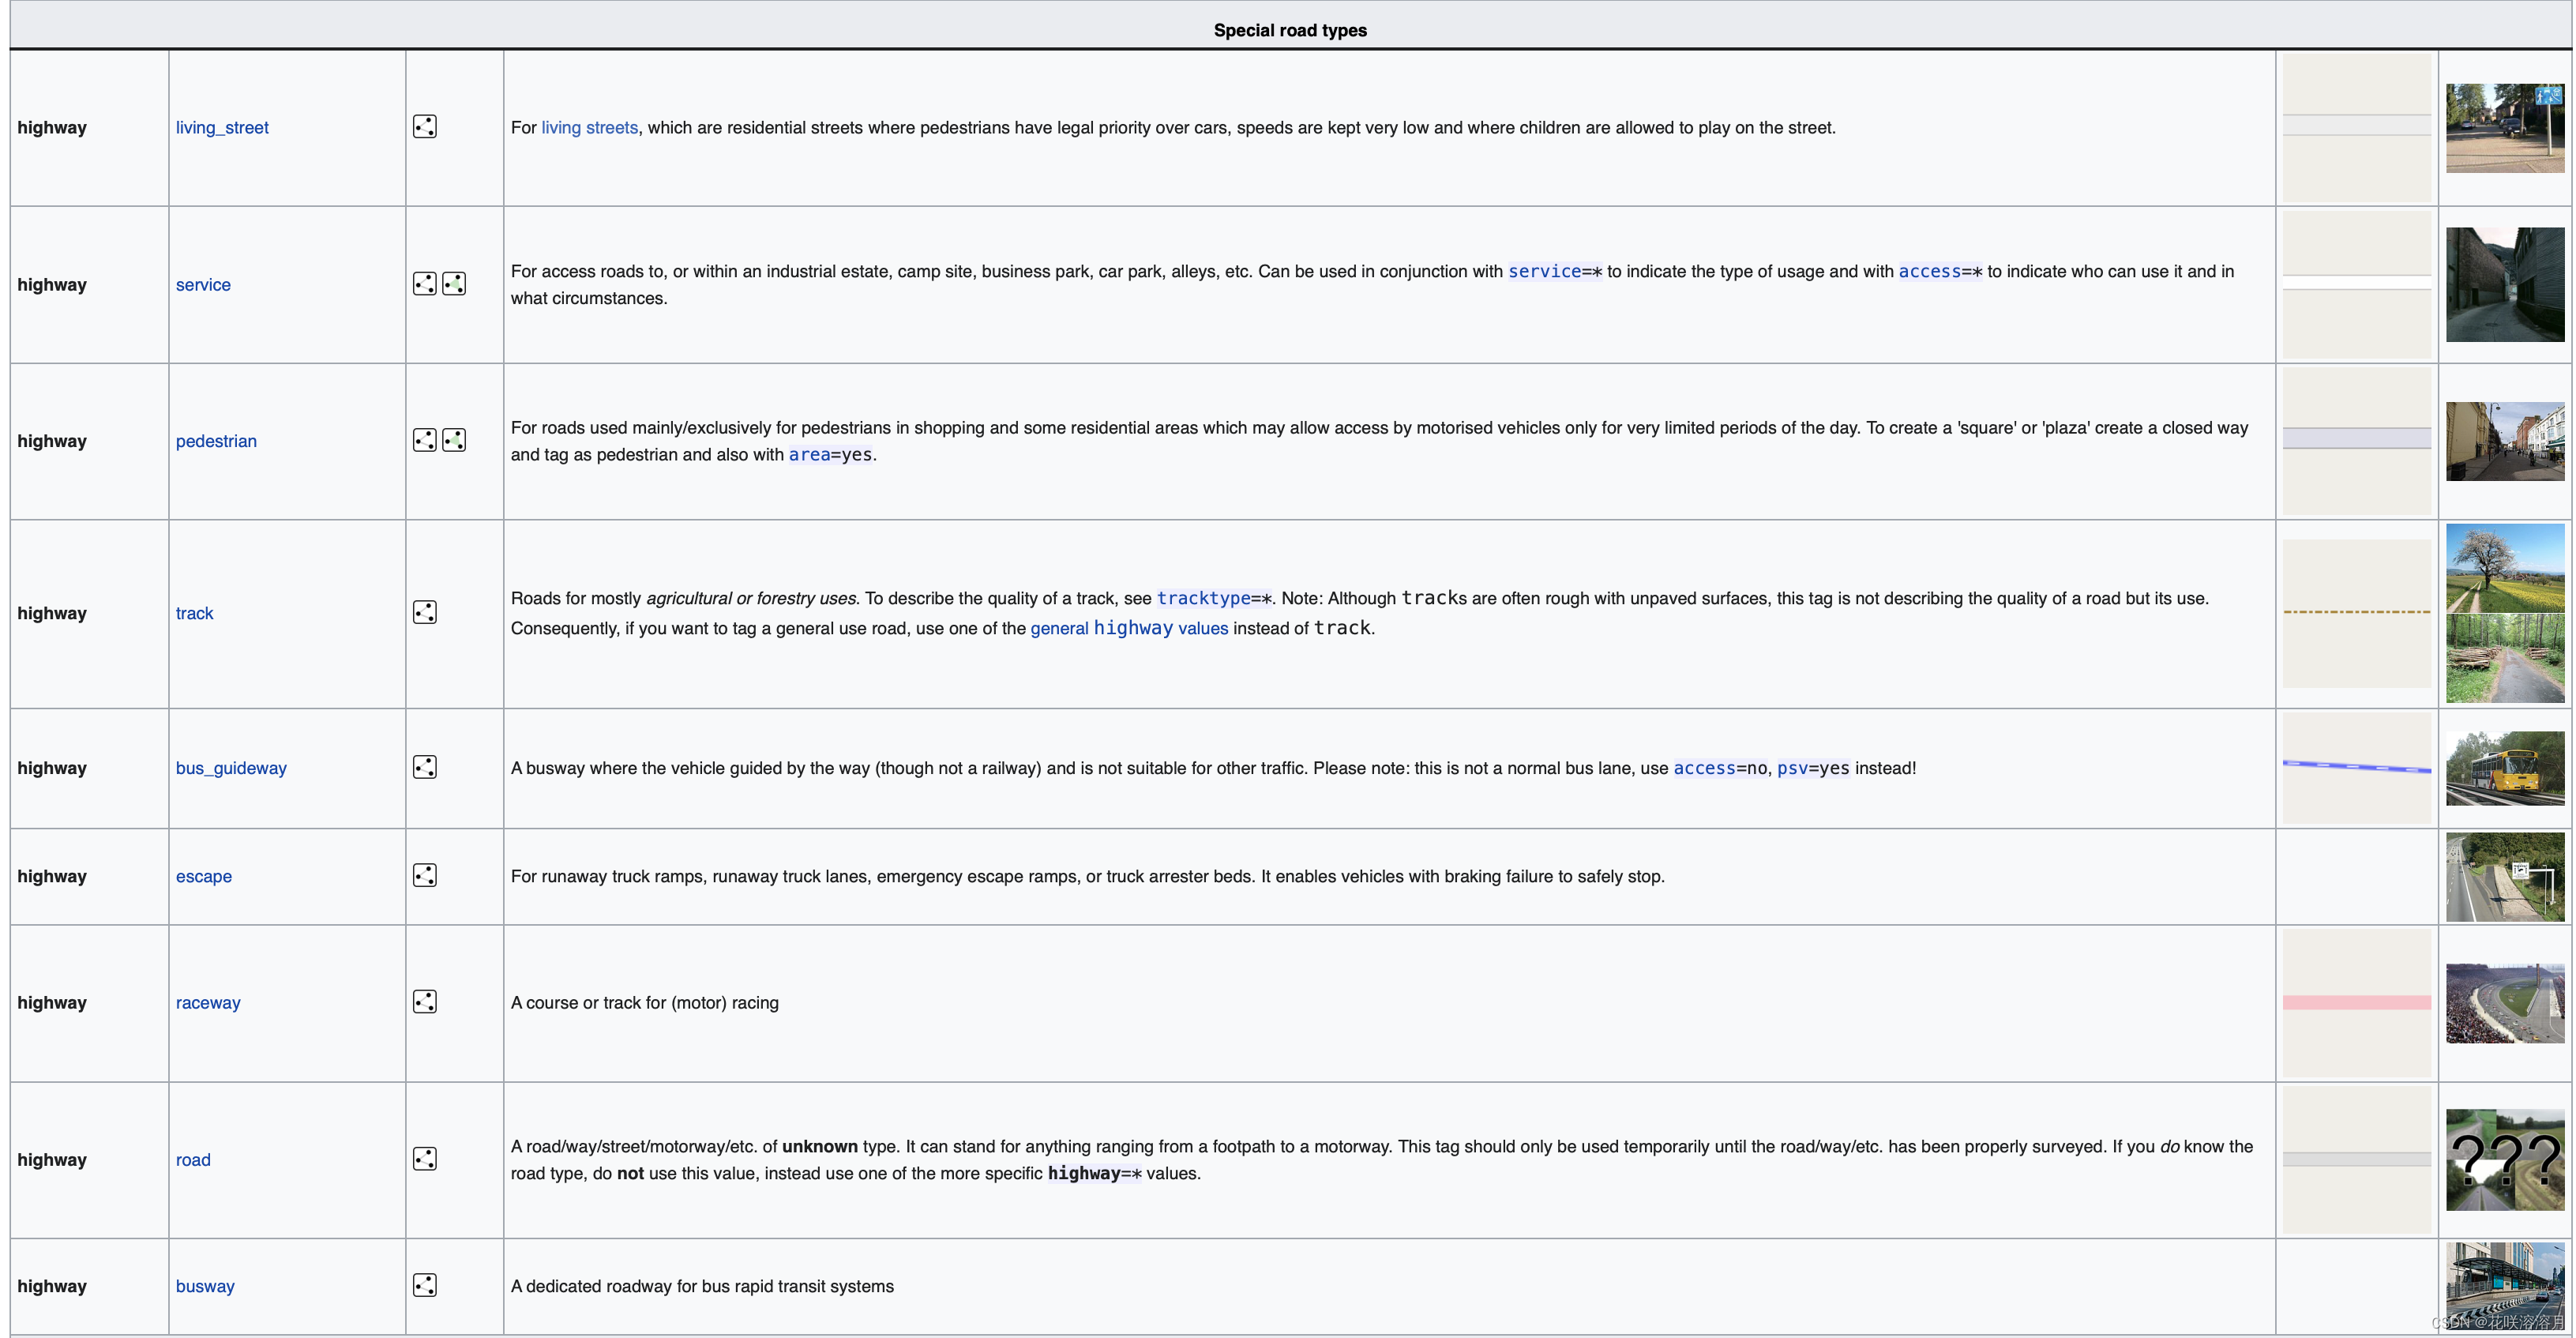 Special road types
highway living_street For living streets, which are residential streets where pedestrians have legal priority over cars, speeds are kept very low and where children are allowed to play on the street.
highway service For access roads to, or within an industrial estate, camp site, business park, car park, alleys, etc. Can be used in conjunction with service=* to indicate the type of usage and with access=* to indicate who can use it and in
what circumstances.
highway pedestrian For roads used mainly/exclusively for pedestrians in shopping and some residential areas which may allow access by motorised vehicles only for very limited periods of the day. To create a 'square' or 'plaza' create a closed way
and tag as pedestrian and also with area=yes.
highway track Roads for mostly agricultural or forestry uses. To describe the quality of a track, see tracktype=*. Note: Although tracks are often rough with unpaved surfaces, this tag is not describing the quality of a road but its use.
Consequently, if you want to tag a general use road, use one of the general highway values instead of track.
highway bus_guideway A busway where the vehicle guided by the way (though not a railway) and is not suitable for other traffic. Please note: this is not a normal bus lane, use access=no, psv=yes instead!
highway escape For runaway truck ramps, runaway truck lanes, emergency escape ramps, or truck arrester beds. It enables vehicles with braking failure to safely stop.
highway raceway A course or track for (motor) racing
highway road A road/way/street/motorway/etc. of unknown type. It can stand for anything ranging from a footpath to a motorway. This tag should only be used temporarily until the road/way/etc. has been properly surveyed. If you do know the
road type, do not use this value, instead use one of the more specific highway=* values.
???
highway busway A dedicated roadway for bus rapid transit systems
CSDN @花咲溶溶月